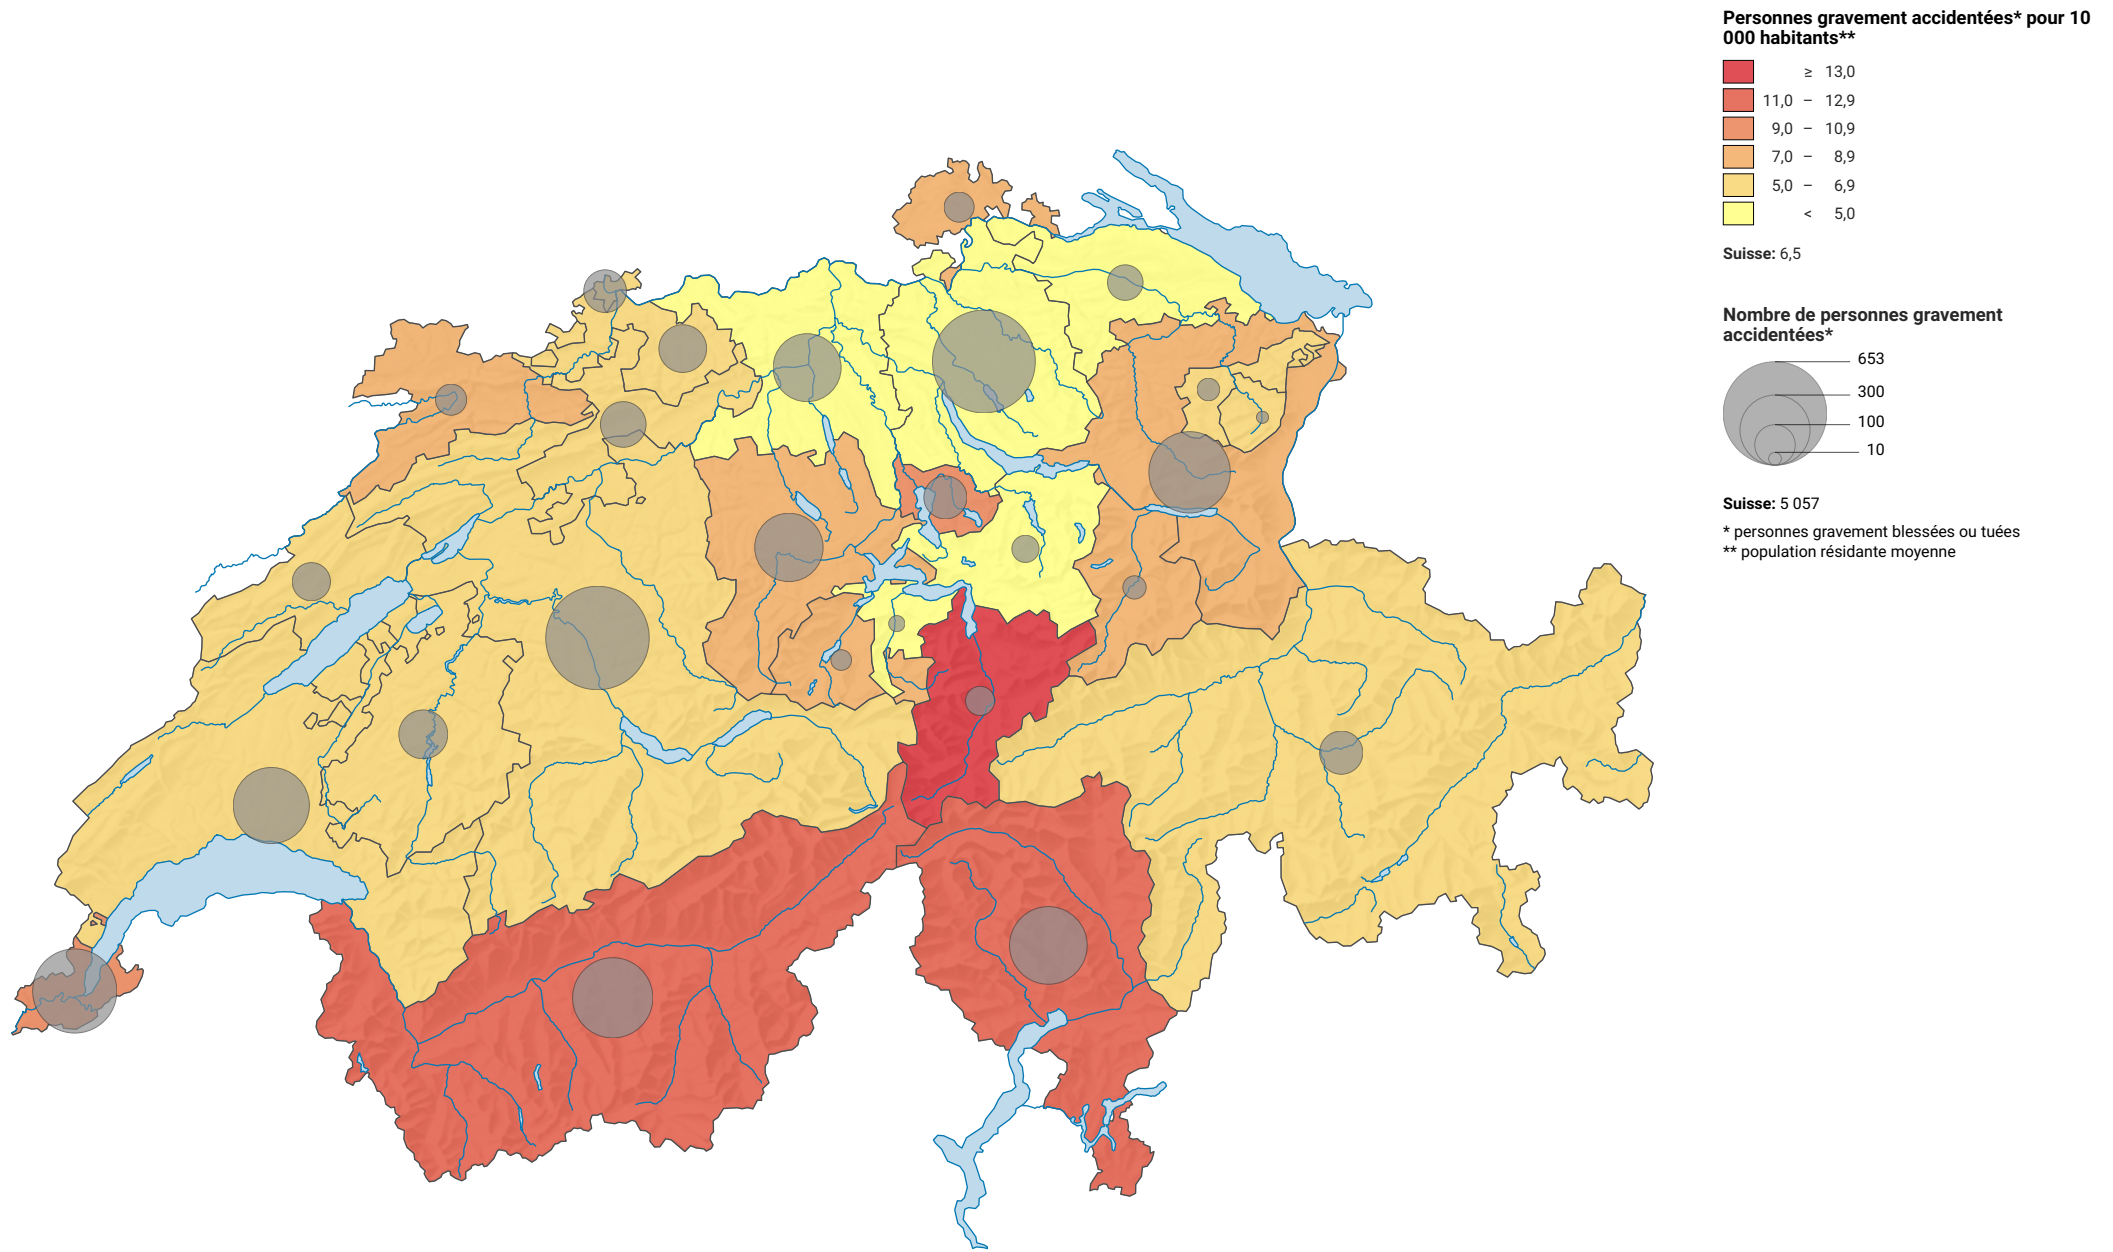 Personnes gravement accidentées* pour 10
000 habitants**
≥ 13,0
11,0 – 12,9
9,0 – 10,9
7,0 – 8,9
5,0 – 6,9
< 5,0
Suisse: 6,5
Nombre de personnes gravement
accidentées*
653
300
100
10
Suisse: 5 057
* personnes gravement blessées ou tuées
** population résidante moyenne